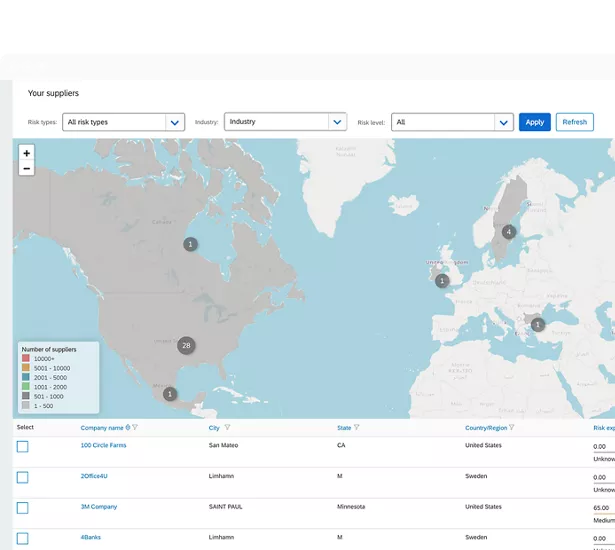 Your suppliers
Risk types: All risk types Industry: Industry Risk level: All Apply Refresh
+
−
Canada
1
4
1
28
1
1
Number of suppliers
10000+
5001 - 10000
2001 - 5000
1001 - 2000
501 - 1000
1 - 500
Select Company name City State Country/Region Risk exp
100 Circle Farms San Mateo CA United States 0.00
Unknow
2Office4U Limhamn M Sweden 0.00
Unknow
3M Company SAINT PAUL Minnesota United States 65.00
Medium
4Banks Limhamn M Sweden 0.00